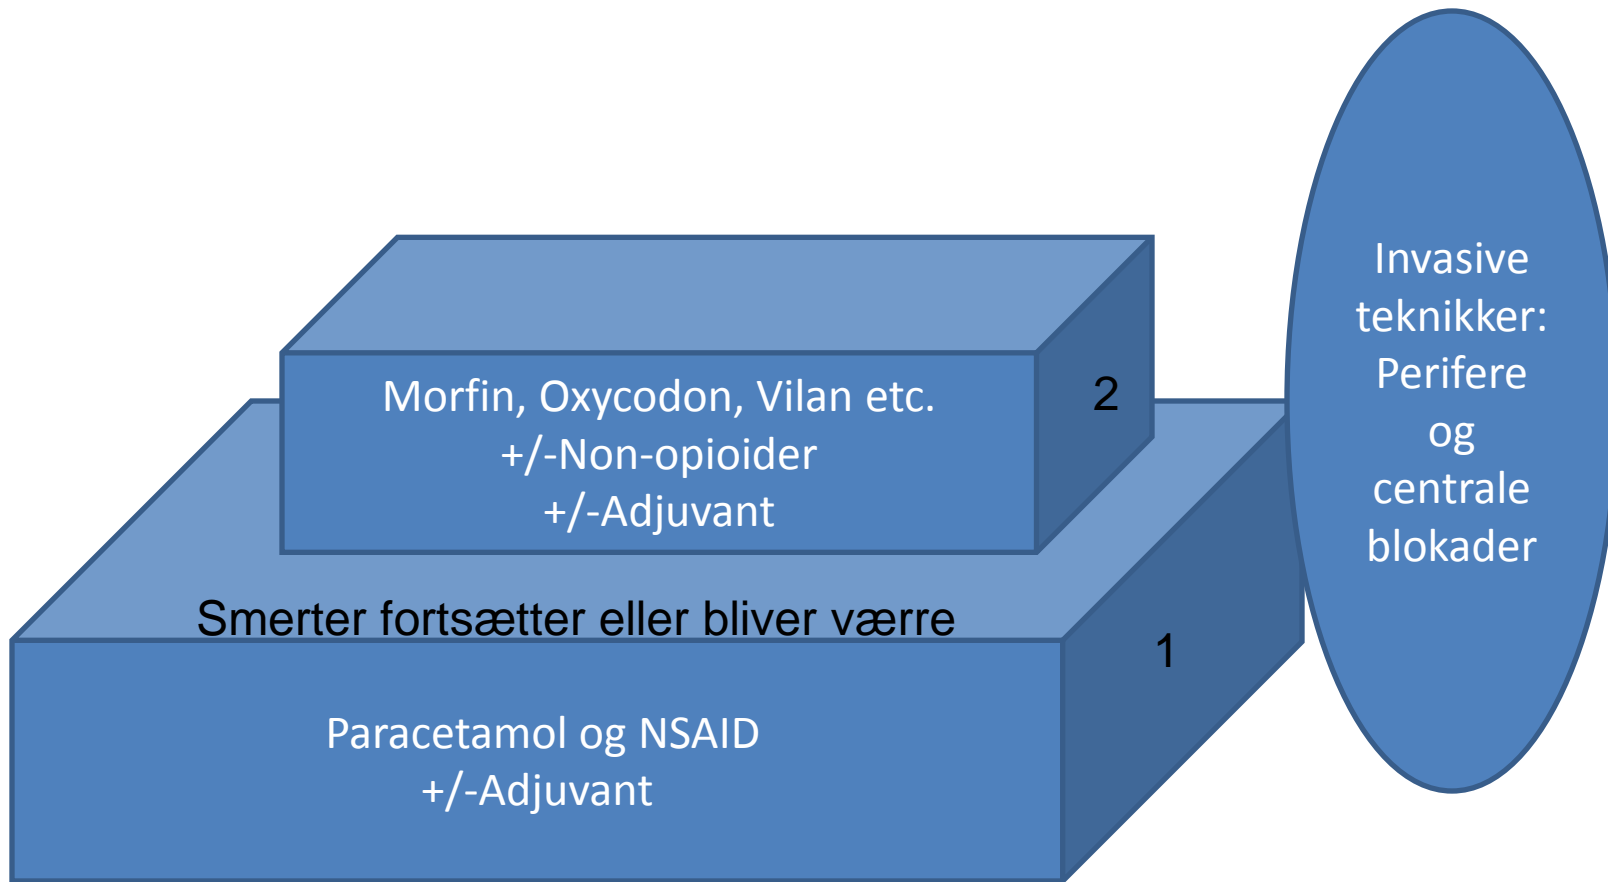 Morfin, Oxycodon, Vilan etc.
+/-Non-opioider
+/-Adjuvant
2
Smerter fortsætter eller bliver værre
1
Paracetamol og NSAID
+/-Adjuvant
Invasive
teknikker:
Perifere
og
centrale
blokader